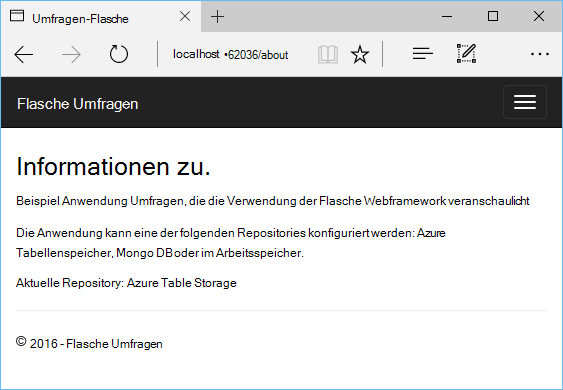 Umfragen-Flasche
localhost •62036/about
Flasche Umfragen
Informationen zu.
Beispiel Anwendung Umfragen, die die Verwendung der Flasche Webframework veranschaulicht
Die Anwendung kann eine der folgenden Repositories konfiguriert werden: Azure
Tabellenspeicher, Mongo DB oder im Arbeitsspeicher.
Aktuelle Repository: Azure Table Storage
© 2016 - Flasche Umfragen